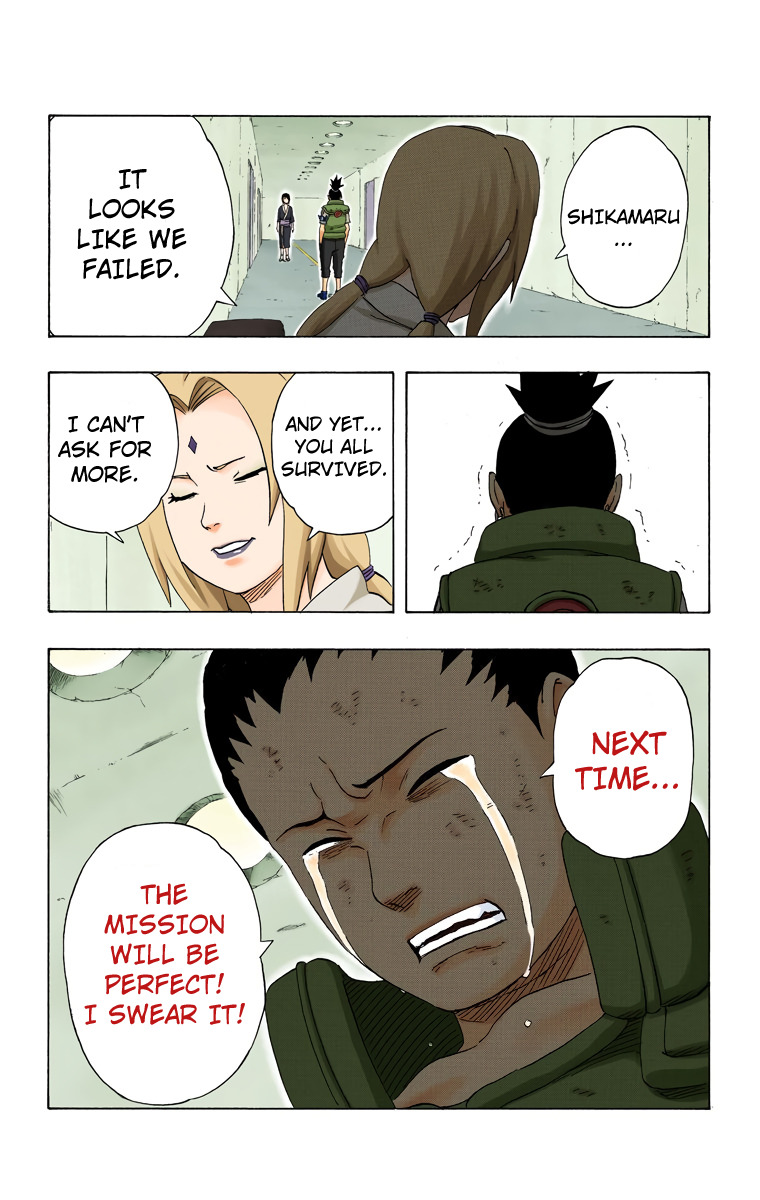 SHIKAMARU
...
IT
LOOKS
LIKE WE
FAILED.
AND YET...
YOU ALL
SURVIVED.
I CAN'T
ASK FOR
MORE.
NEXT
TIME...
THE
MISSION
WILL BE
PERFECT!
I SWEAR IT!